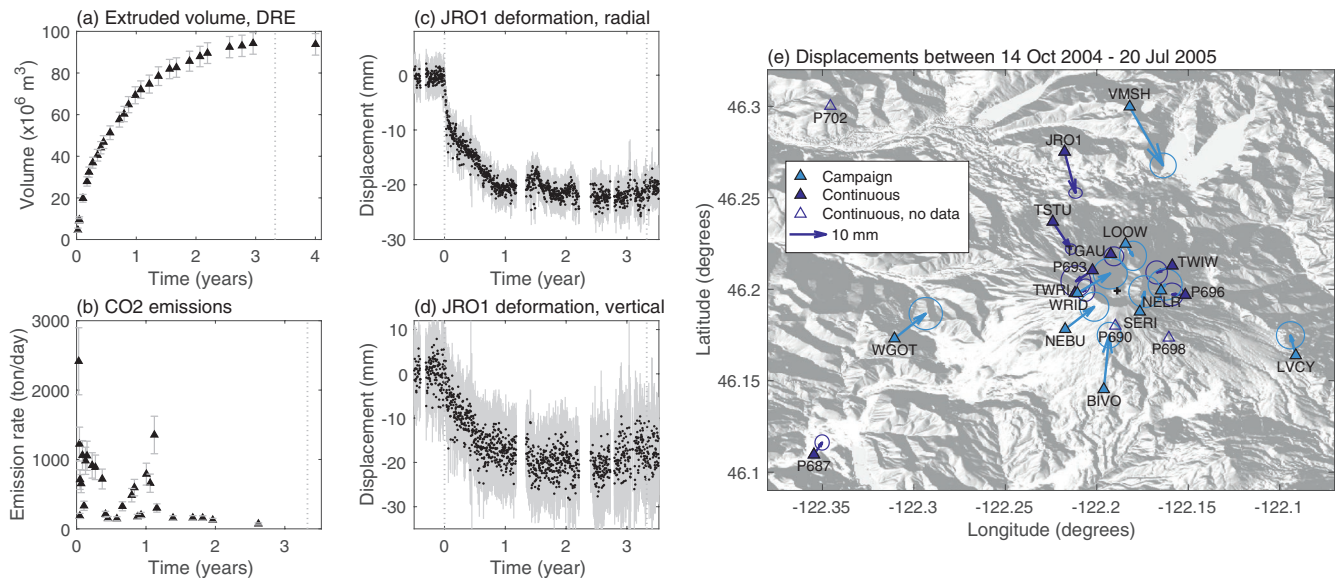 (a) Extruded volume, DRE
Volume (x10⁶ m³)
100
80
60
40
20
0
0 1 2 3 4
Time (years)
(b) CO2 emissions
Emission rate (ton/day)
3000
2000
1000
0
0 1 2 3
Time (years)
(c) JRO1 deformation, radial
Displacement (mm)
0
-10
-20
-30
0 1 2 3
Time (years)
(d) JRO1 deformation, vertical
Displacement (mm)
10
0
-10
-20
-30
0 1 2 3
Time (years)
(e) Displacements between 14 Oct 2004 - 20 Jul 2005
Latitude (degrees)
46.3
46.25
46.2
46.15
46.1
-122.35 -122.3 -122.25 -122.2 -122.15 -122.1
Longitude (degrees)
Campaign
Continuous
Continuous, no data
10 mm
P702
VMSH
JRO1
TSTU
LOOW
GAU
P693
TWIW
TWRI
WRID
NELR
P696
SERI
NEBU
P690
P698
WGOT
LVCY
BIVO
P687